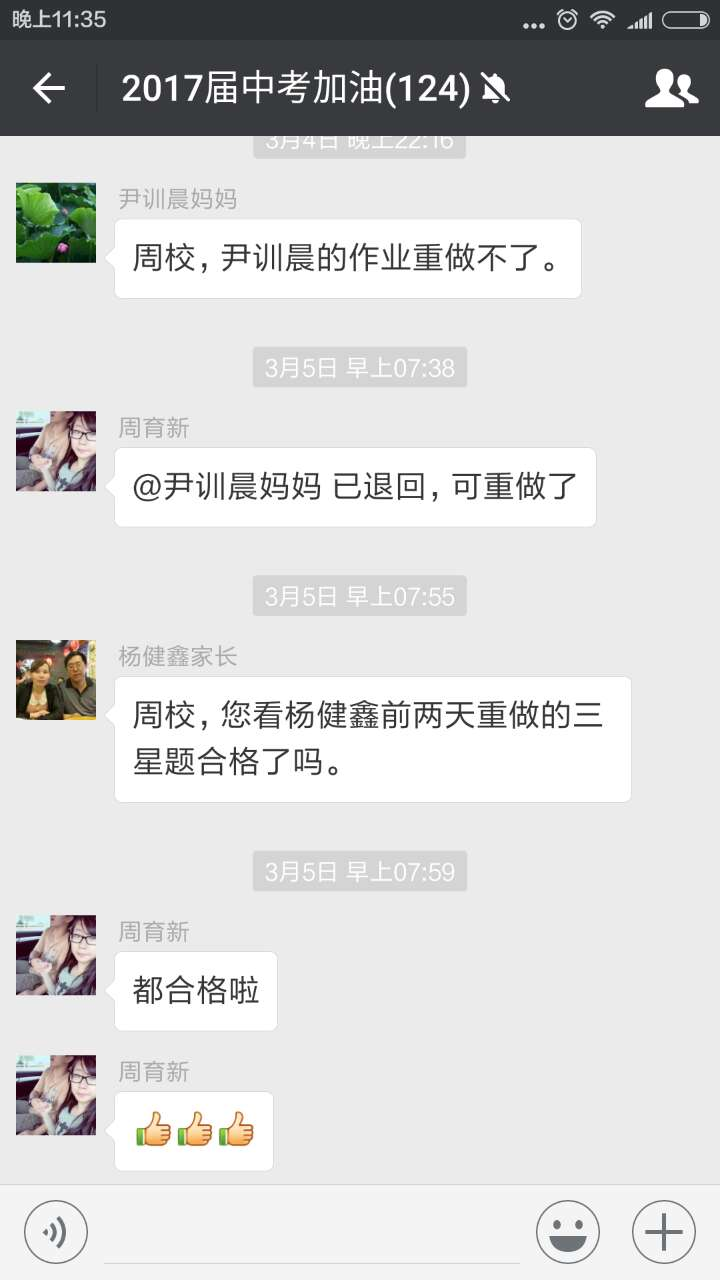 晚上11:35
2017届中考加油(124)
3月4日 晚上22:16
尹训晨妈妈
周校，尹训晨的作业重做不了。
3月5日 早上07:38
周育新
@尹训晨妈妈 已退回，可重做了
3月5日 早上07:55
杨健鑫家长
周校，您看杨健鑫前两天重做的三
星题合格了吗。
3月5日 早上07:59
周育新
都合格啦
周育新
👍👍👍